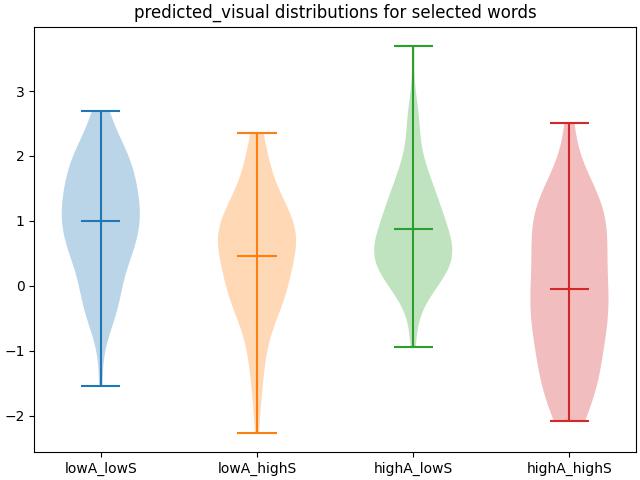 predicted_visual distributions for selected words
3
2
1
0
−1
−2
lowA_lowS
lowA_highS
highA_lowS
highA_highS